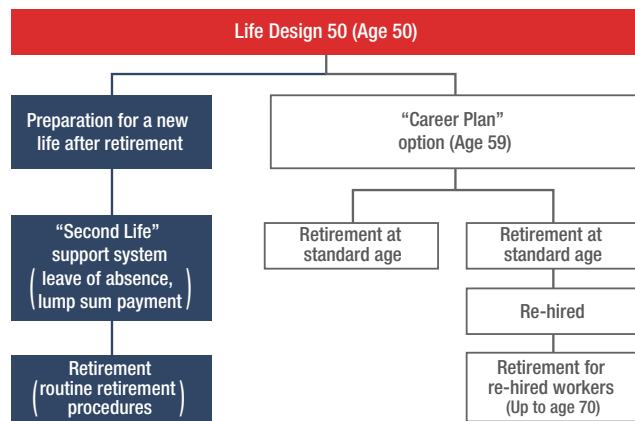 Life Design 50 (Age 50)
Preparation for a new
life after retirement
“Second Life”
support system
(leave of absence,
lump sum payment)
Retirement
(routine retirement
procedures)
“Career Plan”
option (Age 59)
Retirement at
standard age
Retirement at
standard age
Re-hired
Retirement for
re-hired workers
(Up to age 70)